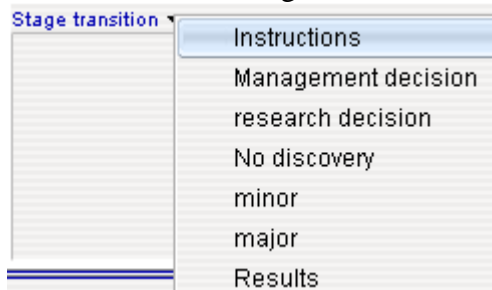 Stage transition
Instructions
Management decision
research decision
No discovery
minor
major
Results